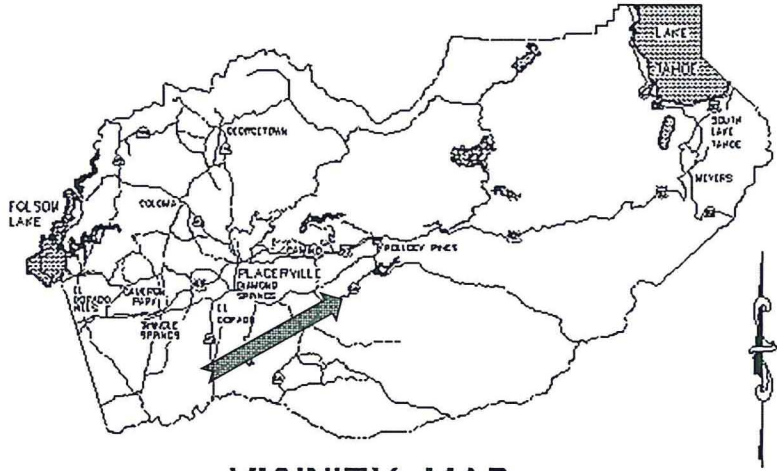 LAKE
TAHOE
SOUTH
LAKE
TAHOE
MEYERS
GEORGETOWN
FOLSOM
LAKE
COLOMA
CAMINO
POLLOCK PINES
PLACERVILLE
DIAMOND
SPRINGS
EL
DORADO
HILLS
CAMERON
PARK
EL
DORADO
SHINGLE
SPRINGS
VICINITY MAP